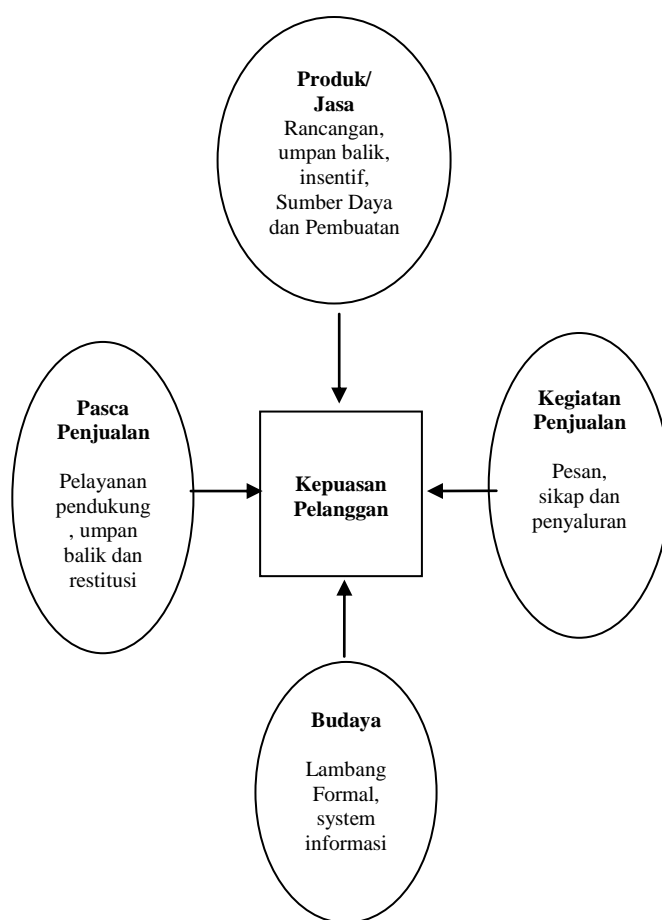 Produk/
Jasa
Rancangan,
umpan balik,
insentif,
Sumber Daya
dan Pembuatan
Pasca
Penjualan
Pelayanan
pendukung
, umpan
balik dan
restitusi
Kepuasan
Pelanggan
Kegiatan
Penjualan
Pesan,
sikap dan
penyaluran
Budaya
Lambang
Formal,
system
informasi